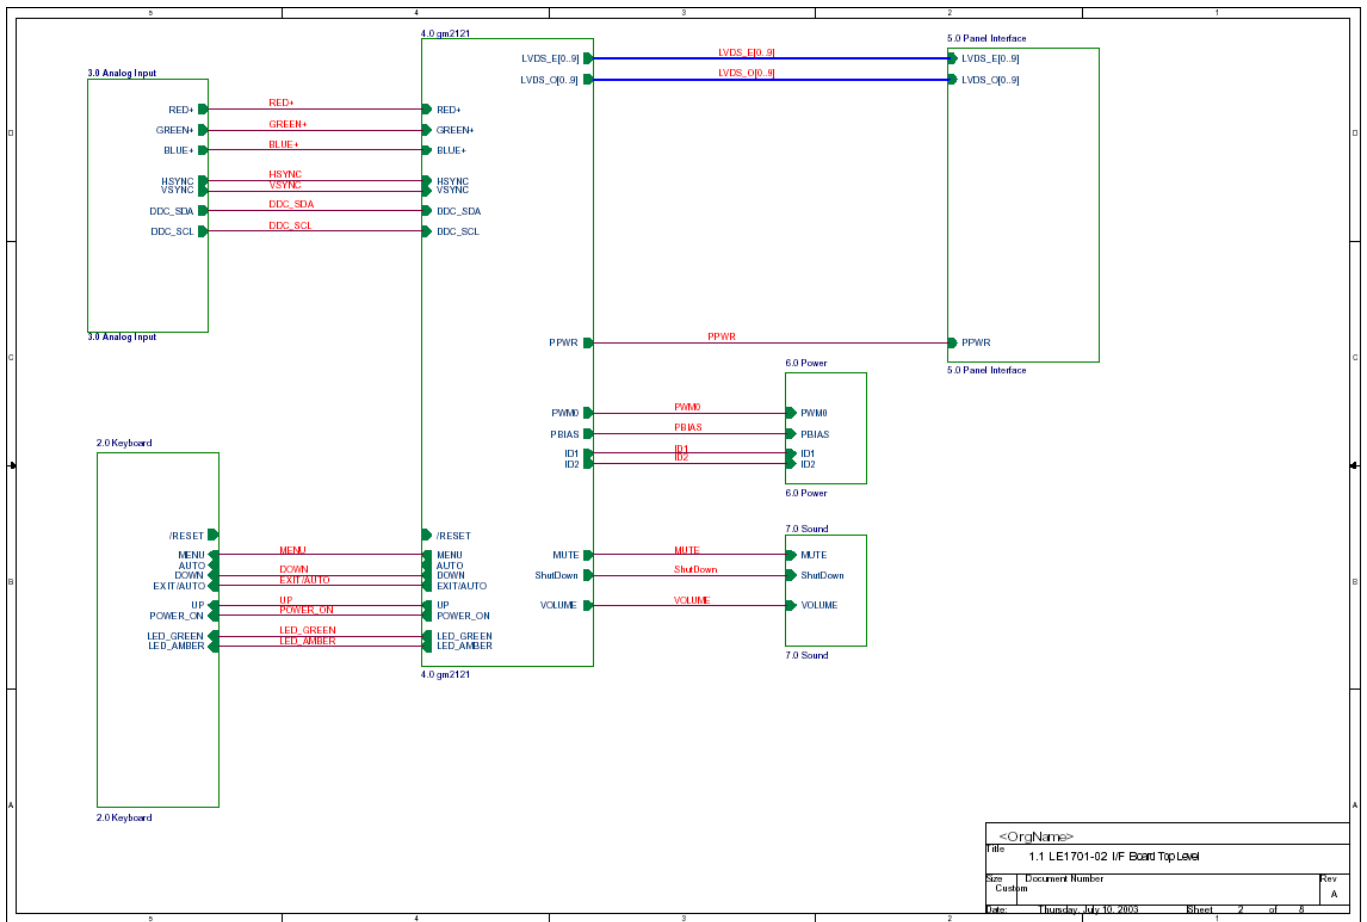 5 4 3 2 1
4.0 gm2121
5.0 Panel Interface
3.0 Analog Input
LVDS_E[0..9] LVDS_E[0..9] LVDS_E[0..9]
LVDS_O[0..9] LVDS_O[0..9] LVDS_O[0..9]
RED+ RED+ RED+
GREEN+ GREEN+ GREEN+
BLUE+ BLUE+ BLUE+
HSYNC HSYNC HSYNC
VSYNC VSYNC VSYNC
DDC_SDA DDC_SDA DDC_SDA
DDC_SCL DDC_SCL DDC_SCL
D D
3.0 Analog Input
PPWR PPWR PPWR
C C
6.0 Power
5.0 Panel Interface
PWM0 PWM0 PWM0
PBIAS PBIAS PBIAS
ID1 ID1 ID1
ID2 ID2 ID2
2.0 Keyboard
6.0 Power
7.0 Sound
/RESET /RESET
MENU MENU MENU MUTE MUTE MUTE
AUTO AUTO
DOWN DOWN DOWN ShutDown ShutDown ShutDown
EXIT/AUTO EXIT/AUTO EXIT/AUTO
UP UP UP VOLUME VOLUME VOLUME
POWER_ON POWER_ON POWER_ON
LED_GREEN LED_GREEN LED_GREEN
LED_AMBER LED_AMBER LED_AMBER
B B
7.0 Sound
4.0 gm2121
A A
2.0 Keyboard
<OrgName>
Title
1.1 LE1701-02 I/F Board Top Level
Size Document Number Rev
Custom A
Date: Thursday, July 10, 2003 Sheet 2 of 8
5 4 3 2 1